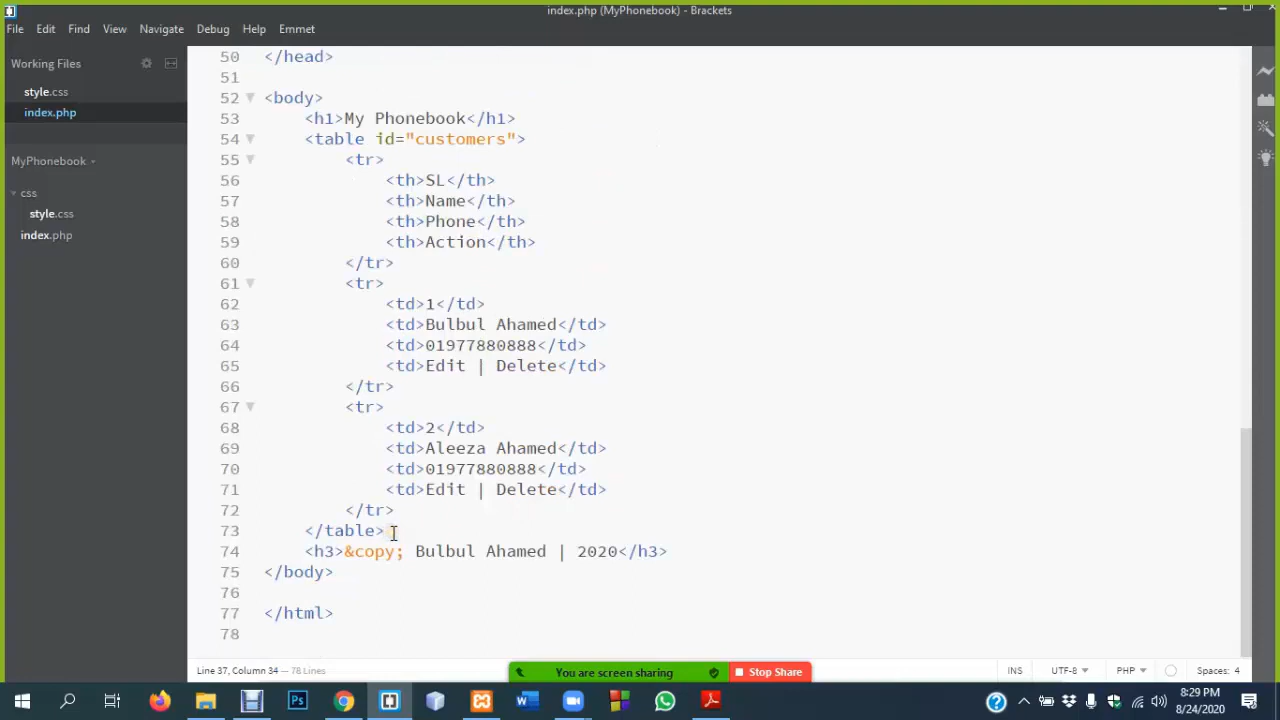 index.php (MyPhonebook) - Brackets
File Edit Find View Navigate Debug Help Emmet
Working Files
style.css
index.php
MyPhonebook
css
style.css
index.php
50 </head>
51
52 <body>
53 <h1>My Phonebook</h1>
54 <table id="customers">
55 <tr>
56 <th>SL</th>
57 <th>Name</th>
58 <th>Phone</th>
59 <th>Action</th>
60 </tr>
61 <tr>
62 <td>1</td>
63 <td>Bulbul Ahamed</td>
64 <td>01977880888</td>
65 <td>Edit | Delete</td>
66 </tr>
67 <tr>
68 <td>2</td>
69 <td>Aleeza Ahamed</td>
70 <td>01977880888</td>
71 <td>Edit | Delete</td>
72 </tr>
73 </table>
74 <h3>&copy; Bulbul Ahamed | 2020</h3>
75 </body>
76
77 </html>
78
Line 37, Column 34 — 78 Lines
You are screen sharing Stop Share
INS UTF-8 PHP Spaces: 4
8:29 PM
8/24/2020